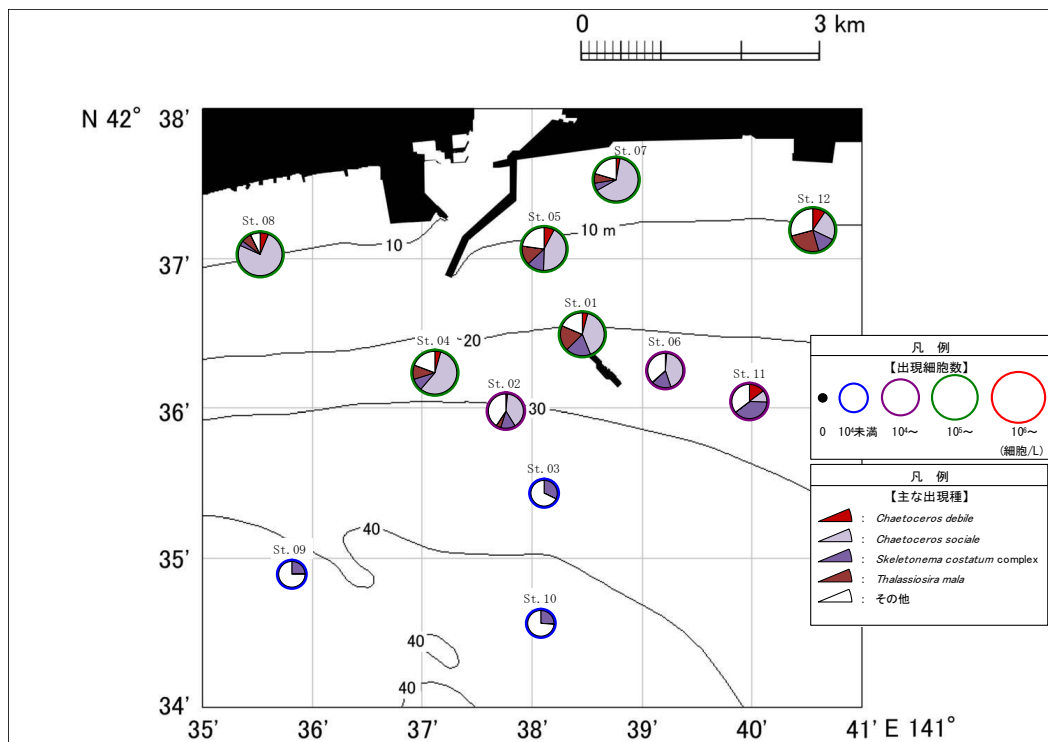 0 3 km
N 42° 38'
St.07
St.12
St.08
St.05
10 m
10
37'
St.01
20
St.04
St.06
St.11
St.02
36'
30
St.03
40
St.09
35'
St.10
40
40
34'
35' 36' 37' 38' 39' 40' 41' E 141°
凡 例
【出現細胞数】
0 10⁴未満 10⁴～ 10⁵～ 10⁶～
(細胞/L)
凡 例
【主な出現種】
: Chaetoceros debile
: Chaetoceros sociale
: Skeletonema costatum complex
: Thalassiosira mala
: その他